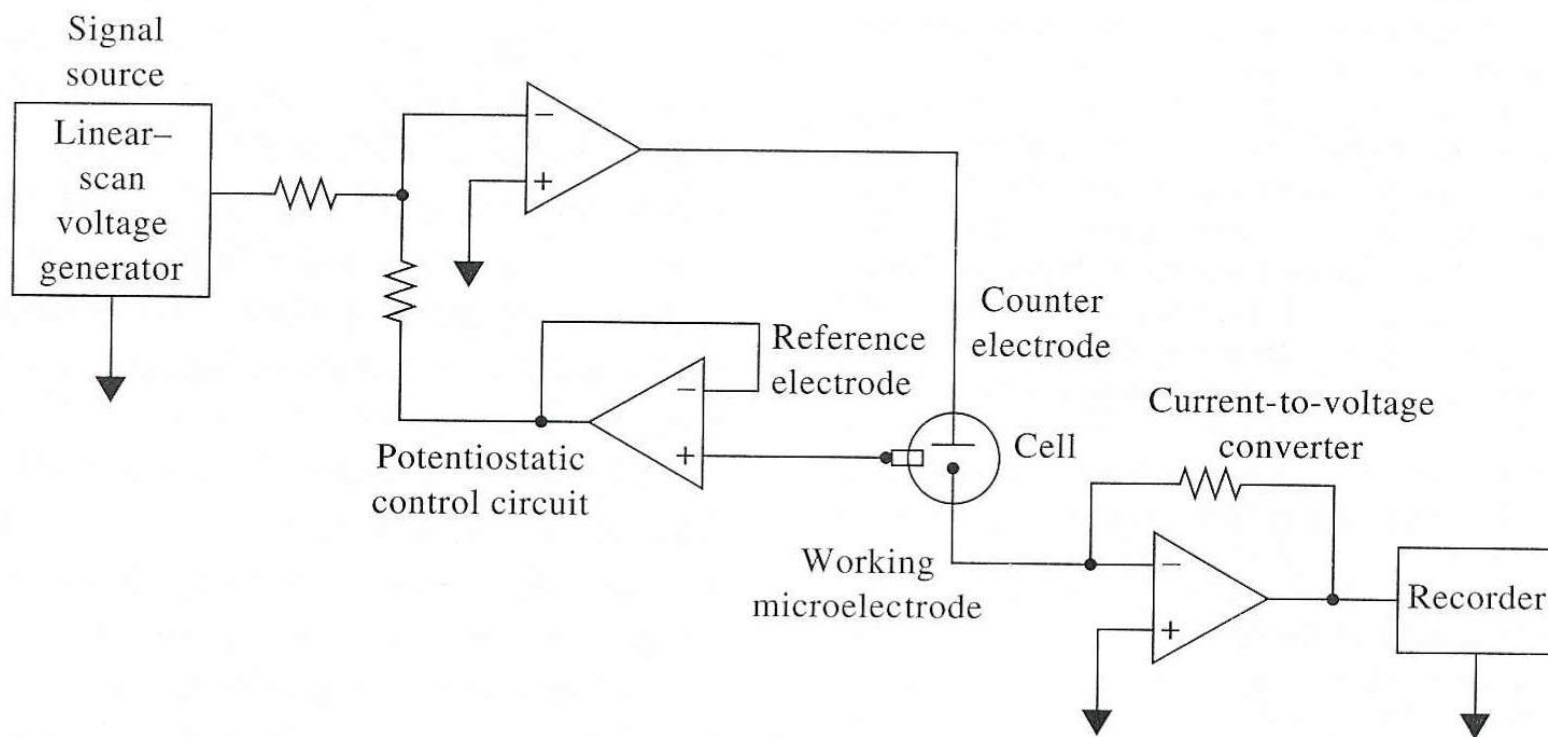 Signal
source
Linear–
scan
voltage
generator
−
+
Counter
electrode
Reference
electrode
−
+
Potentiostatic
control circuit
Cell
Current-to-voltage
converter
Working
microelectrode
−
+
Recorder